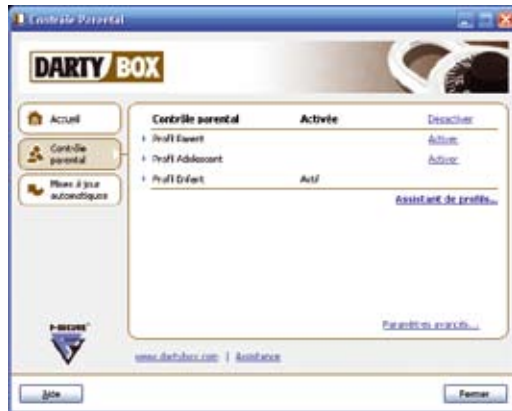 Contrôle Parental
DARTY BOX
Accueil
Contrôle parental
Mises à jour automatiques
Contrôle parental Activée Désactiver
Profil Parent Activer
Profil Adolescent Activer
Profil Enfant Actif
Assistant de profils...
Paramètres avancés...
F-SECURE
www.dartybox.com | Assistance
Aide Fermer